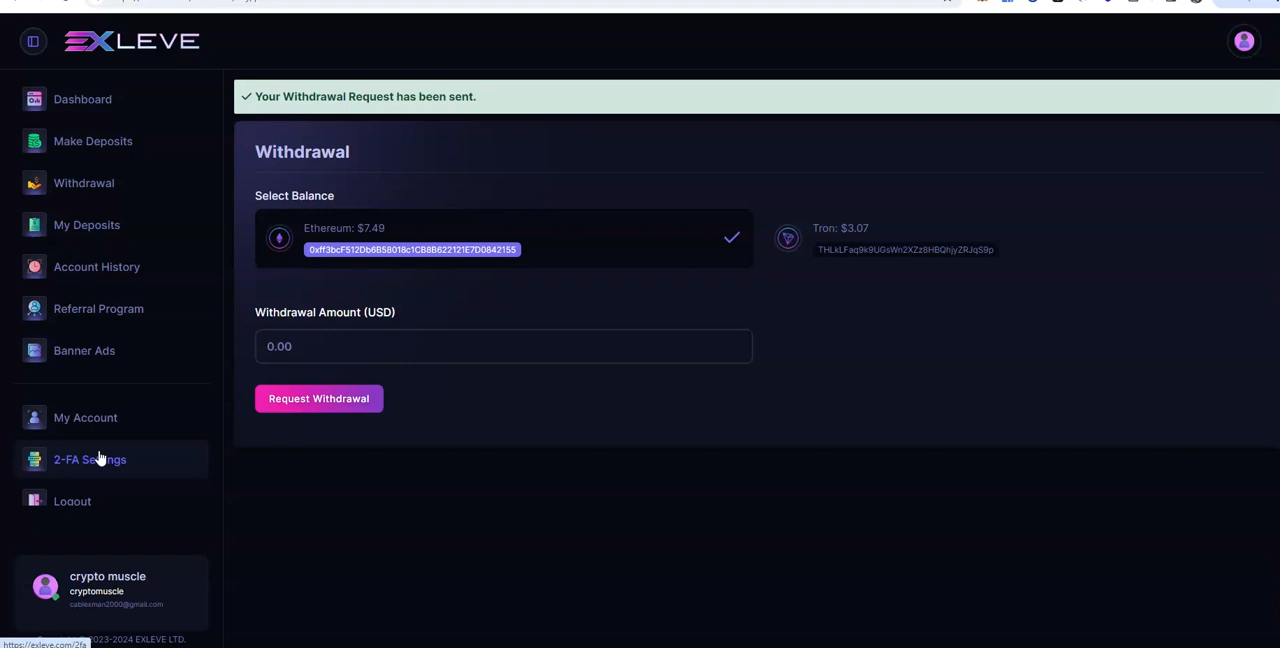 EXLEVE
Dashboard
Make Deposits
Withdrawal
My Deposits
Account History
Referral Program
Banner Ads
My Account
2-FA Settings
Logout
crypto muscle
cryptomuscle
cablexman2000@gmail.com
2023-2024 EXLEVE LTD.
https://exleve.com/2fa
Your Withdrawal Request has been sent.
Withdrawal
Select Balance
Ethereum: $7.49
0xff3bcF512Db6B58018c1CB8B622121E7D0842155
Tron: $3.07
THLkLFaq9k9UGsWn2XZz8HBQhjyZRJqS9p
Withdrawal Amount (USD)
0.00
Request Withdrawal